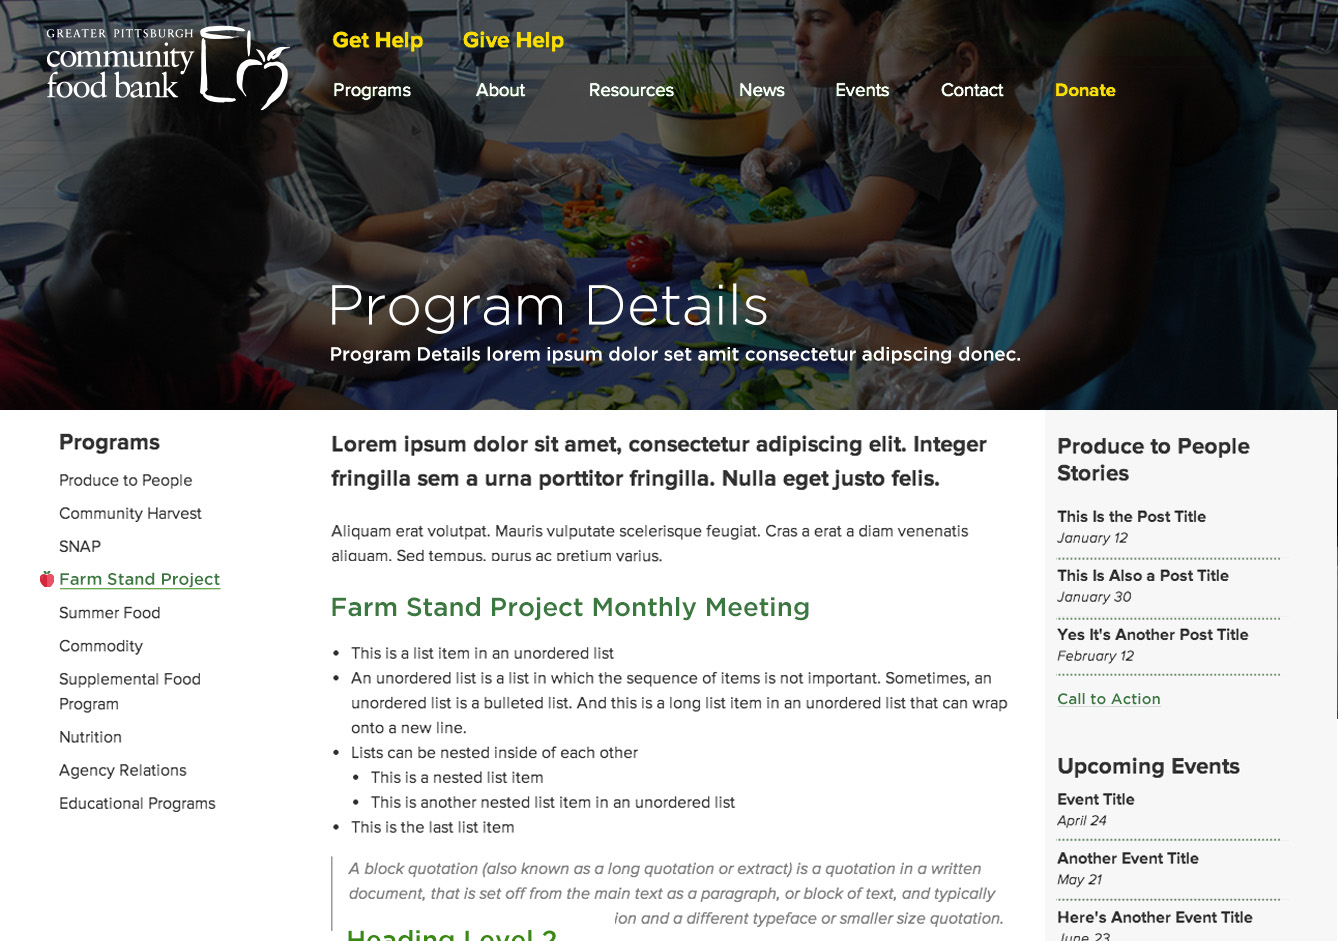 GREATER PITTSBURGH
community
food bank
Get Help Give Help
Programs About Resources News Events Contact Donate
Program Details
Program Details lorem ipsum dolor set amit consectetur adipscing donec.
Programs
Produce to People
Community Harvest
SNAP
Farm Stand Project
Summer Food
Commodity
Supplemental Food
Program
Nutrition
Agency Relations
Educational Programs
Lorem ipsum dolor sit amet, consectetur adipiscing elit. Integer
fringilla sem a urna porttitor fringilla. Nulla eget justo felis.
Aliquam erat volutpat. Mauris vulputate scelerisque feugiat. Cras a erat a diam venenatis
aliquam. Sed tempus, purus ac pretium varius.
Farm Stand Project Monthly Meeting
• This is a list item in an unordered list
• An unordered list is a list in which the sequence of items is not important. Sometimes, an
unordered list is a bulleted list. And this is a long list item in an unordered list that can wrap
onto a new line.
• Lists can be nested inside of each other
• This is a nested list item
• This is another nested list item in an unordered list
• This is the last list item
A block quotation (also known as a long quotation or extract) is a quotation in a written
document, that is set off from the main text as a paragraph, or block of text, and typically
ion and a different typeface or smaller size quotation.
Heading Level 2
Produce to People
Stories
This Is the Post Title
January 12
This Is Also a Post Title
January 30
Yes It's Another Post Title
February 12
Call to Action
Upcoming Events
Event Title
April 24
Another Event Title
May 21
Here's Another Event Title
June 23